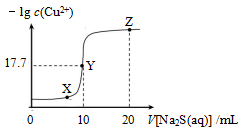 − lg c(Cu²⁺)
Z
17.7
Y
X
0
10
20
V[Na₂S(aq)] /mL